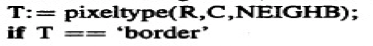 T:= pixeltype(R,C,NEIGHB);
if T == ‘border’